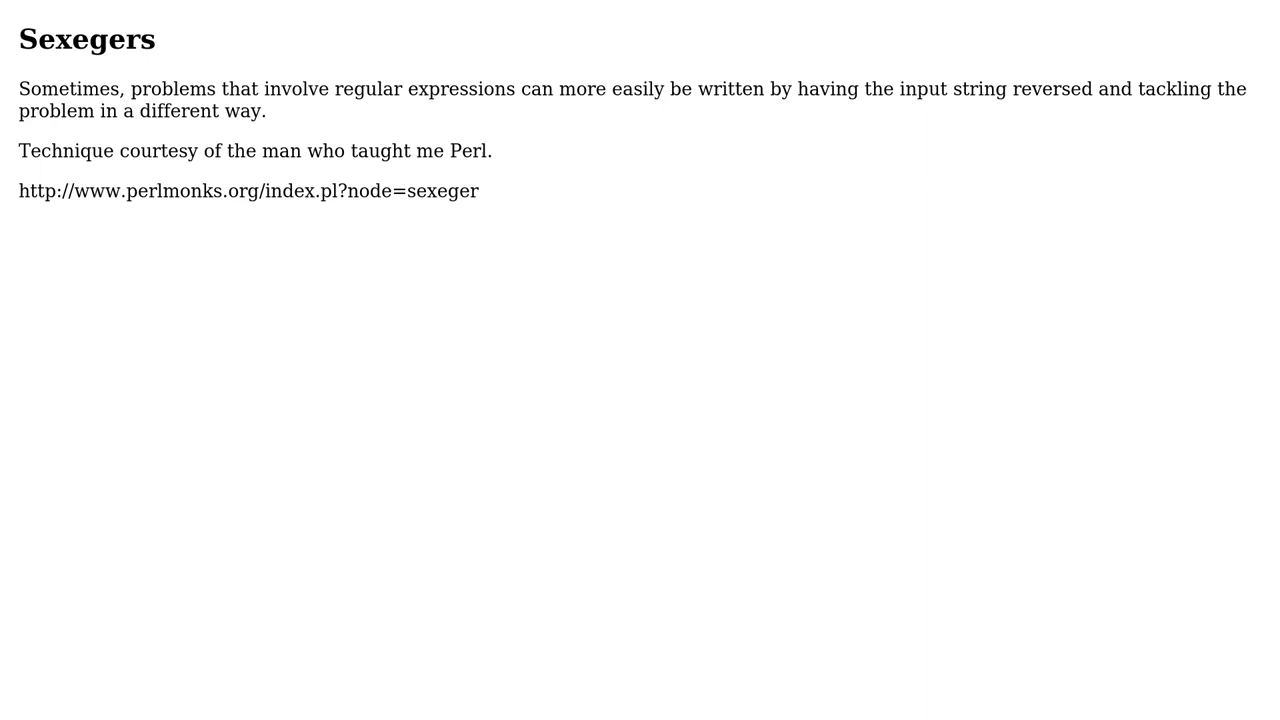 Sexegers
Sometimes, problems that involve regular expressions can more easily be written by having the input string reversed and tackling the
problem in a different way.
Technique courtesy of the man who taught me Perl.
http://www.perlmonks.org/index.pl?node=sexeger